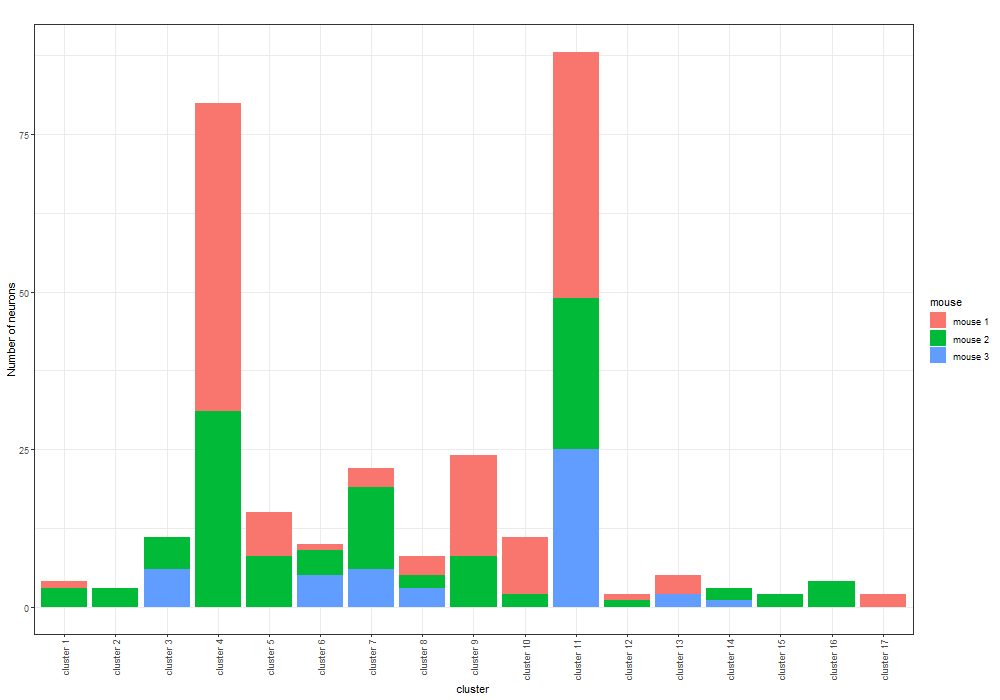 75
50
25
0
Number of neurons
cluster 1
cluster 2
cluster 3
cluster 4
cluster 5
cluster 6
cluster 7
cluster 8
cluster 9
cluster 10
cluster 11
cluster 12
cluster 13
cluster 14
cluster 15
cluster 16
cluster 17
cluster
mouse
mouse 1
mouse 2
mouse 3